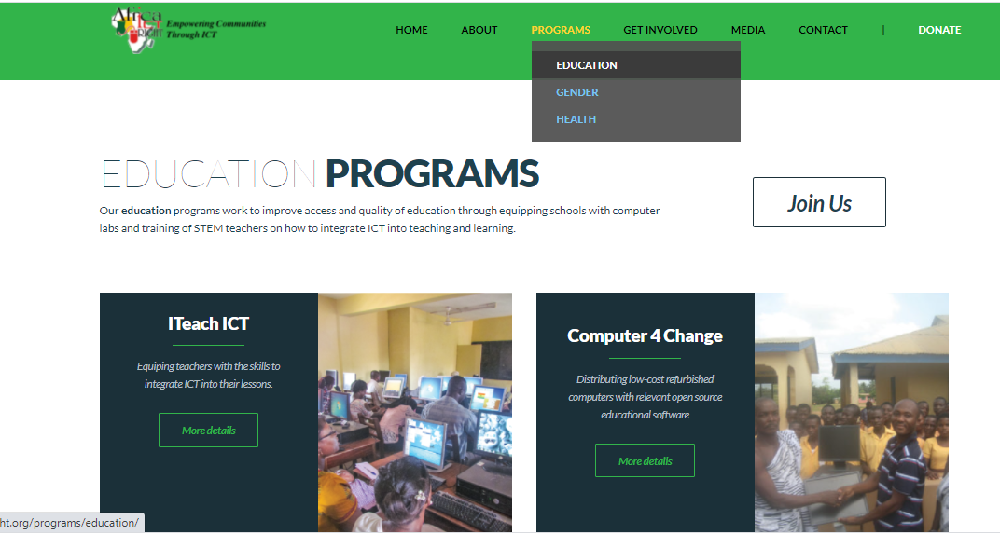 Africa
ICT
RIGHT
Empowering Communities
Through ICT
HOME ABOUT PROGRAMS GET INVOLVED MEDIA CONTACT | DONATE
EDUCATION
GENDER
HEALTH
EDUCATION PROGRAMS
Our education programs work to improve access and quality of education through equipping schools with computer
labs and training of STEM teachers on how to integrate ICT into teaching and learning.
Join Us
ITeach ICT
Equiping teachers with the skills to
integrate ICT into their lessons.
More details
Computer 4 Change
Distributing low-cost refurbished
computers with relevant open source
educational software
More details
ht.org/programs/education/